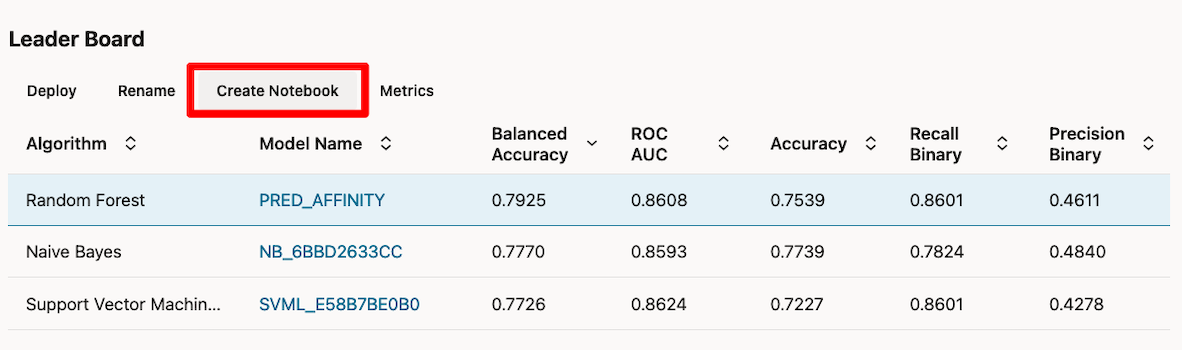 Leader Board
Deploy Rename Create Notebook Metrics
Algorithm Model Name Balanced Accuracy ROC AUC Accuracy Recall Binary Precision Binary
Random Forest PRED_AFFINITY 0.7925 0.8608 0.7539 0.8601 0.4611
Naive Bayes NB_6BBD2633CC 0.7770 0.8593 0.7739 0.7824 0.4840
Support Vector Machin... SVML_E58B7BE0B0 0.7726 0.8624 0.7227 0.8601 0.4278